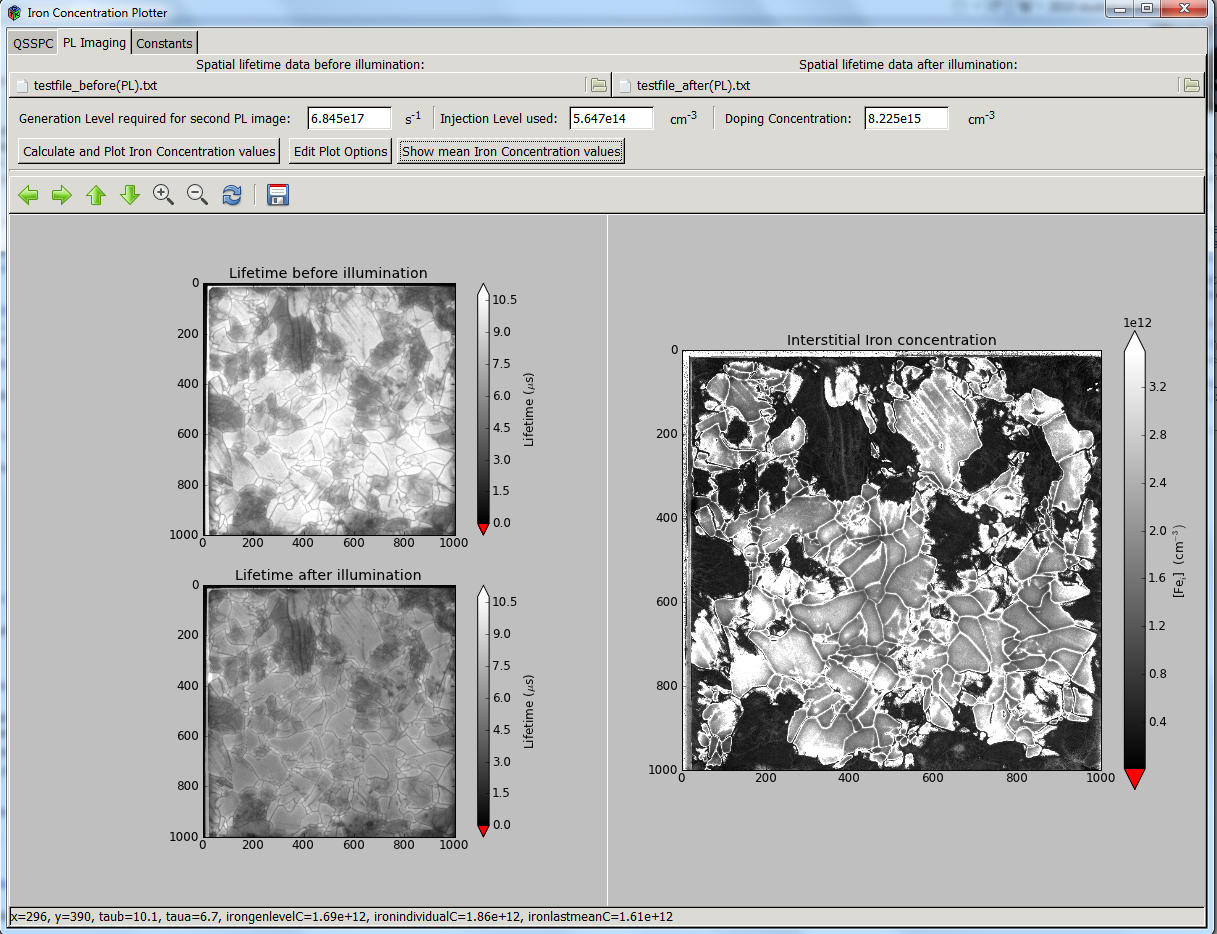 Iron Concentration Plotter
QSSPC PL Imaging Constants
Spatial lifetime data before illumination: Spatial lifetime data after illumination:
testfile_before(PL).txt testfile_after(PL).txt
Generation Level required for second PL image: 6.845e17 s⁻¹ Injection Level used: 5.647e14 cm⁻³ Doping Concentration: 8.225e15 cm⁻³
Calculate and Plot Iron Concentration values Edit Plot Options Show mean Iron Concentration values
Lifetime before illumination
0
200
400
600
800
1000
0 200 400 600 800 1000
10.5
9.0
7.5
6.0
4.5
3.0
1.5
0.0
Lifetime (μs)
Lifetime after illumination
0
200
400
600
800
1000
0 200 400 600 800 1000
10.5
9.0
7.5
6.0
4.5
3.0
1.5
0.0
Lifetime (μs)
Interstitial Iron concentration
0
200
400
600
800
1000
0 200 400 600 800 1000
1e12
3.2
2.8
2.4
2.0
1.6
1.2
0.8
0.4
[Feᵢ] (cm⁻³)
x=296, y=390, taub=10.1, taua=6.7, irongenlevelC=1.69e+12, ironindividualC=1.86e+12, ironlastmeanC=1.61e+12